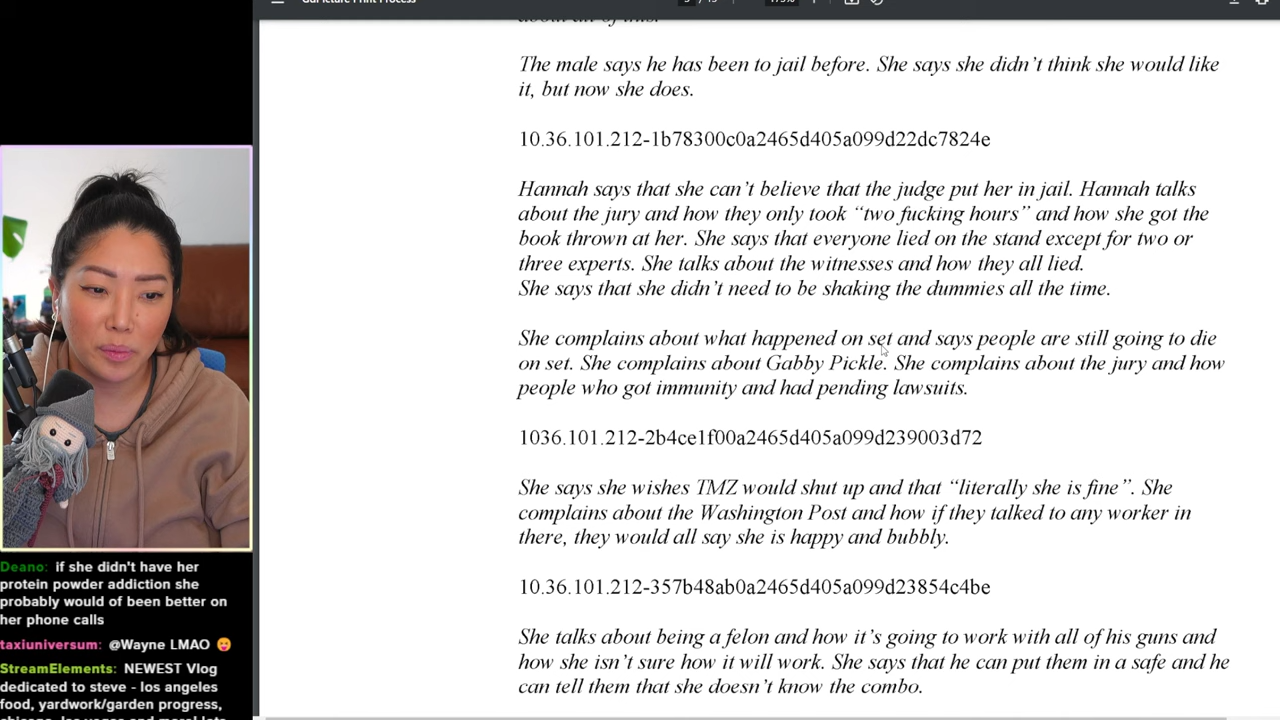 GdPicture Print Process
about all of this.
The male says he has been to jail before. She says she didn't think she would like
it, but now she does.
10.36.101.212-1b78300c0a2465d405a099d22dc7824e
Hannah says that she can't believe that the judge put her in jail. Hannah talks
about the jury and how they only took “two fucking hours” and how she got the
book thrown at her. She says that everyone lied on the stand except for two or
three experts. She talks about the witnesses and how they all lied.
She says that she didn't need to be shaking the dummies all the time.
She complains about what happened on set and says people are still going to die
on set. She complains about Gabby Pickle. She complains about the jury and how
people who got immunity and had pending lawsuits.
1036.101.212-2b4ce1f00a2465d405a099d239003d72
She says she wishes TMZ would shut up and that “literally she is fine”. She
complains about the Washington Post and how if they talked to any worker in
there, they would all say she is happy and bubbly.
10.36.101.212-357b48ab0a2465d405a099d23854c4be
She talks about being a felon and how it's going to work with all of his guns and
how she isn't sure how it will work. She says that he can put them in a safe and he
can tell them that she doesn't know the combo.
Deano: if she didn't have her
protein powder addiction she
probably would of been better on
her phone calls
taxiuniversum: @Wayne LMAO
StreamElements: NEWEST Vlog
dedicated to steve - los angeles
food, yardwork/garden progress,